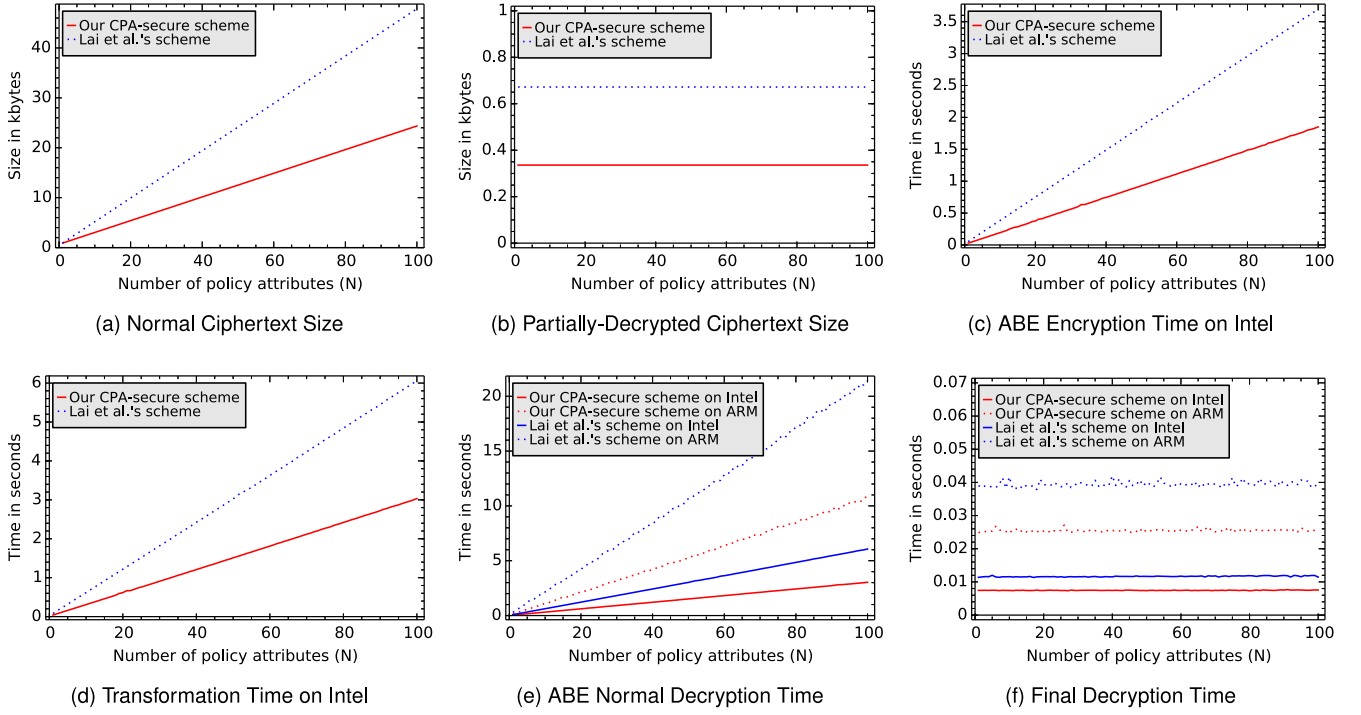 Our CPA-secure scheme
Lai et al.'s scheme
Size in kbytes
40
30
20
10
0
0 20 40 60 80 100
Number of policy attributes (N)
(a) Normal Ciphertext Size
Our CPA-secure scheme
Lai et al.'s scheme
Size in kbytes
1
0.8
0.6
0.4
0.2
0
0 20 40 60 80 100
Number of policy attributes (N)
(b) Partially-Decrypted Ciphertext Size
Our CPA-secure scheme
Lai et al.'s scheme
Time in seconds
3.5
3
2.5
2
1.5
1
0.5
0
0 20 40 60 80 100
Number of policy attributes (N)
(c) ABE Encryption Time on Intel
Our CPA-secure scheme
Lai et al.'s scheme
Time in seconds
6
5
4
3
2
1
0
0 20 40 60 80 100
Number of policy attributes (N)
(d) Transformation Time on Intel
Our CPA-secure scheme on Intel
Our CPA-secure scheme on ARM
Lai et al.'s scheme on Intel
Lai et al.'s scheme on ARM
Time in seconds
20
15
10
5
0
0 20 40 60 80 100
Number of policy attributes (N)
(e) ABE Normal Decryption Time
Our CPA-secure scheme on Intel
Our CPA-secure scheme on ARM
Lai et al.'s scheme on Intel
Lai et al.'s scheme on ARM
Time in seconds
0.07
0.06
0.05
0.04
0.03
0.02
0.01
0
0 20 40 60 80 100
Number of policy attributes (N)
(f) Final Decryption Time